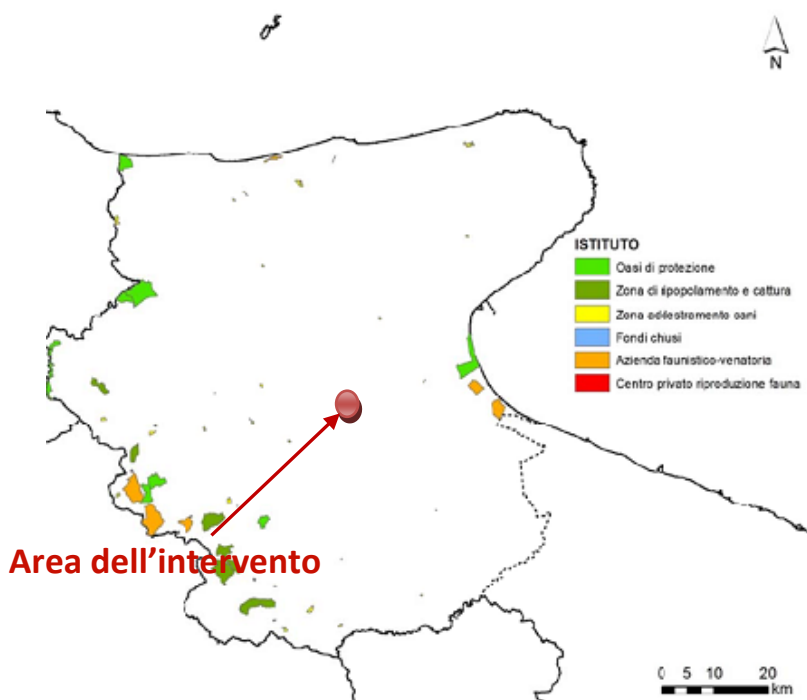 N
ISTITUTO
Oasi di protezione
Zona di ripopolamento e cattura
Zona addestramento cani
Fondi chiusi
Azienda faunistico-venatoria
Centro privato riproduzione fauna
Area dell’intervento
0 5 10 20
km